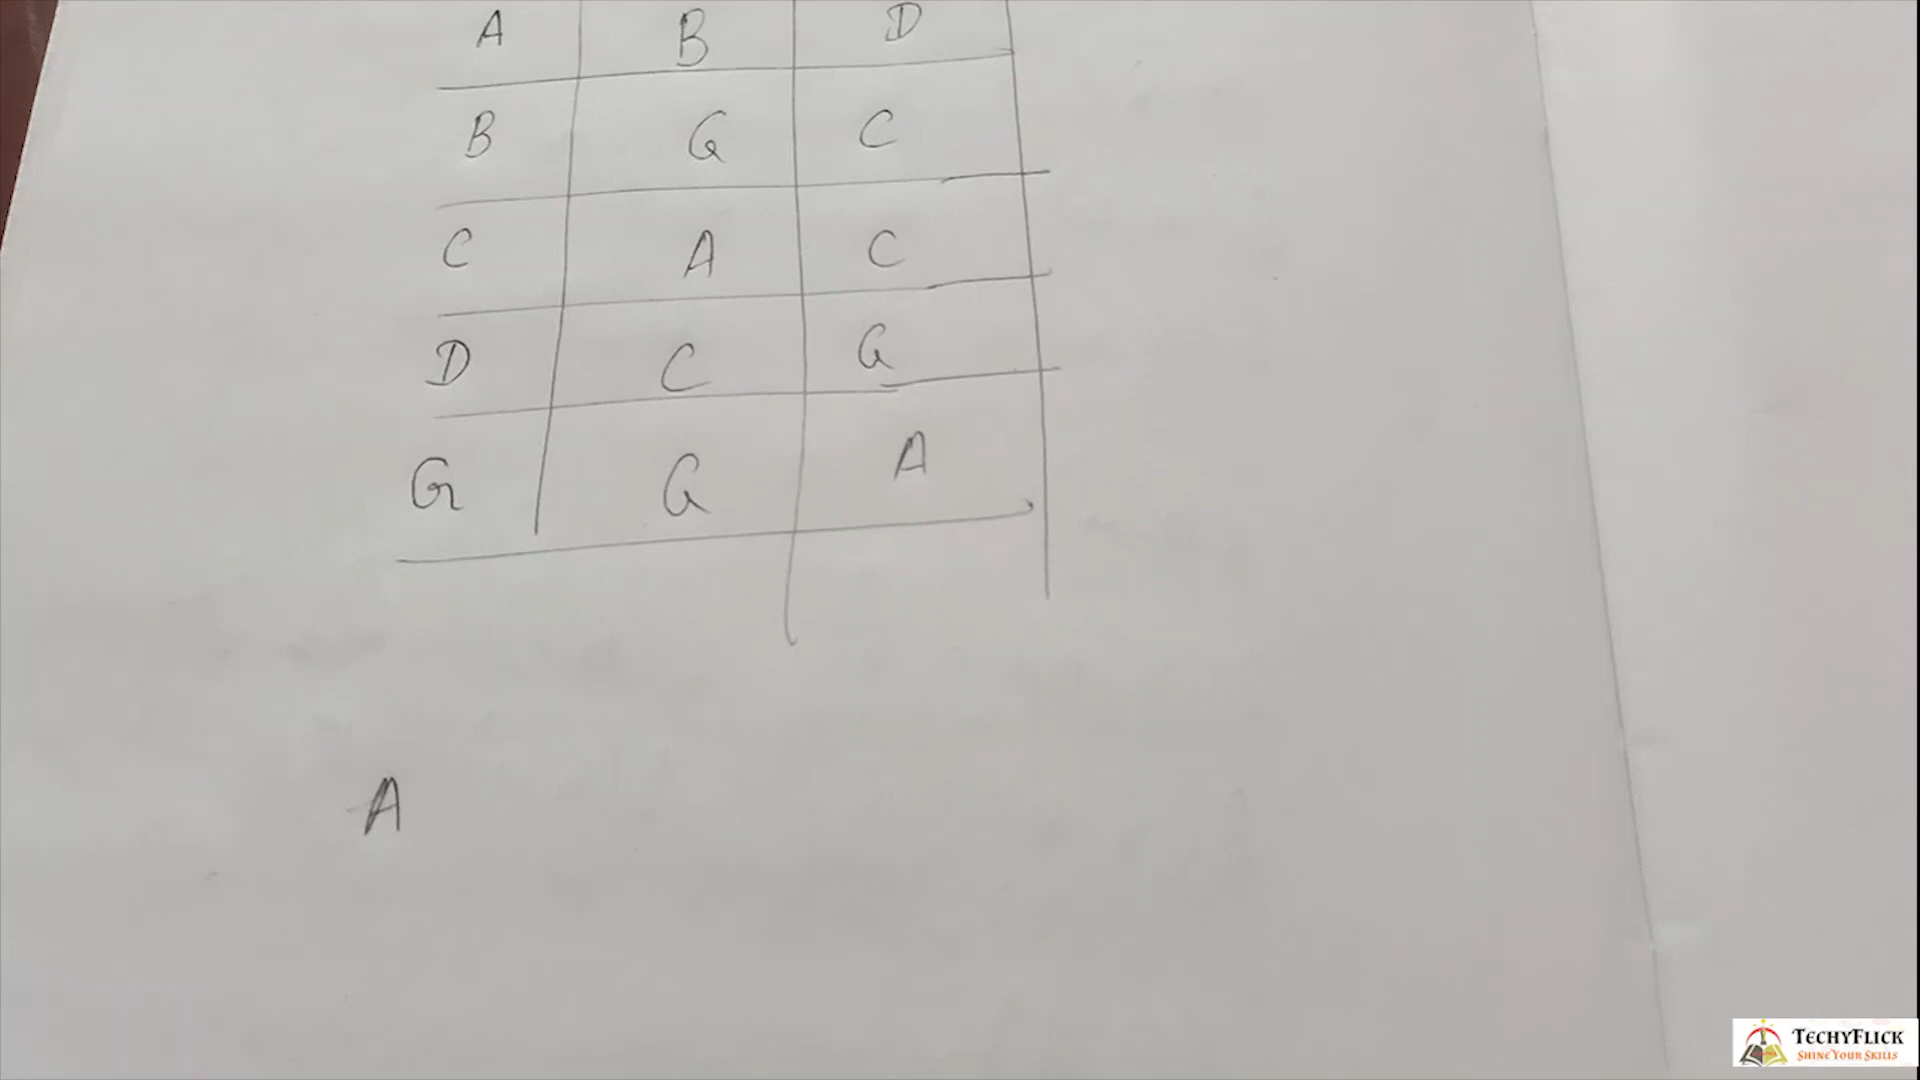 A B D
B G C
C A C
D C G
G G A
A
TECHYFLICK
SHINE YOUR SKILLS